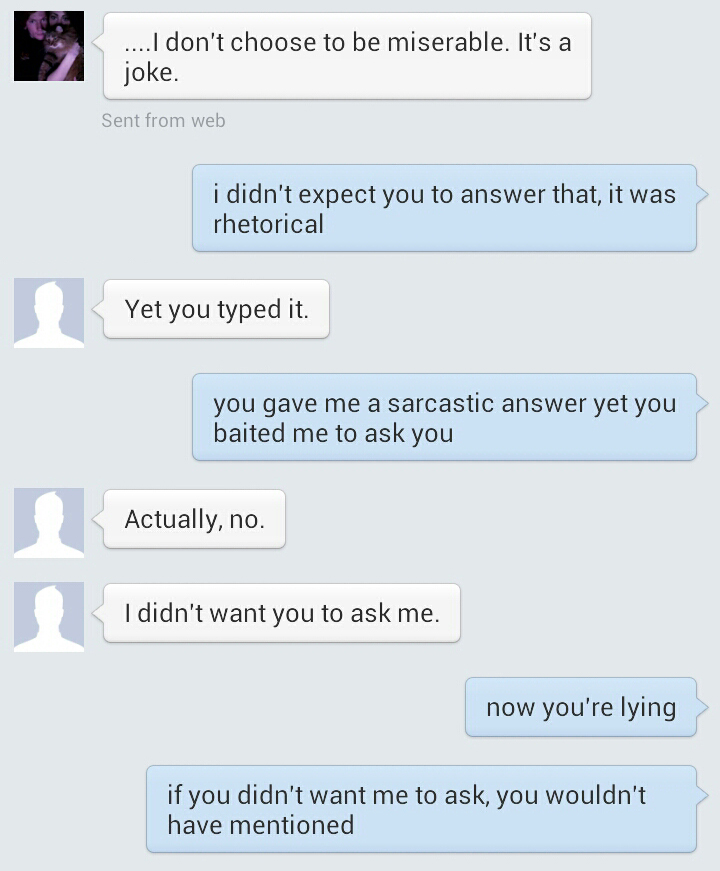 ....I don't choose to be miserable. It's a
joke.
Sent from web
i didn't expect you to answer that, it was
rhetorical
Yet you typed it.
you gave me a sarcastic answer yet you
baited me to ask you
Actually, no.
I didn't want you to ask me.
now you're lying
if you didn't want me to ask, you wouldn't
have mentioned